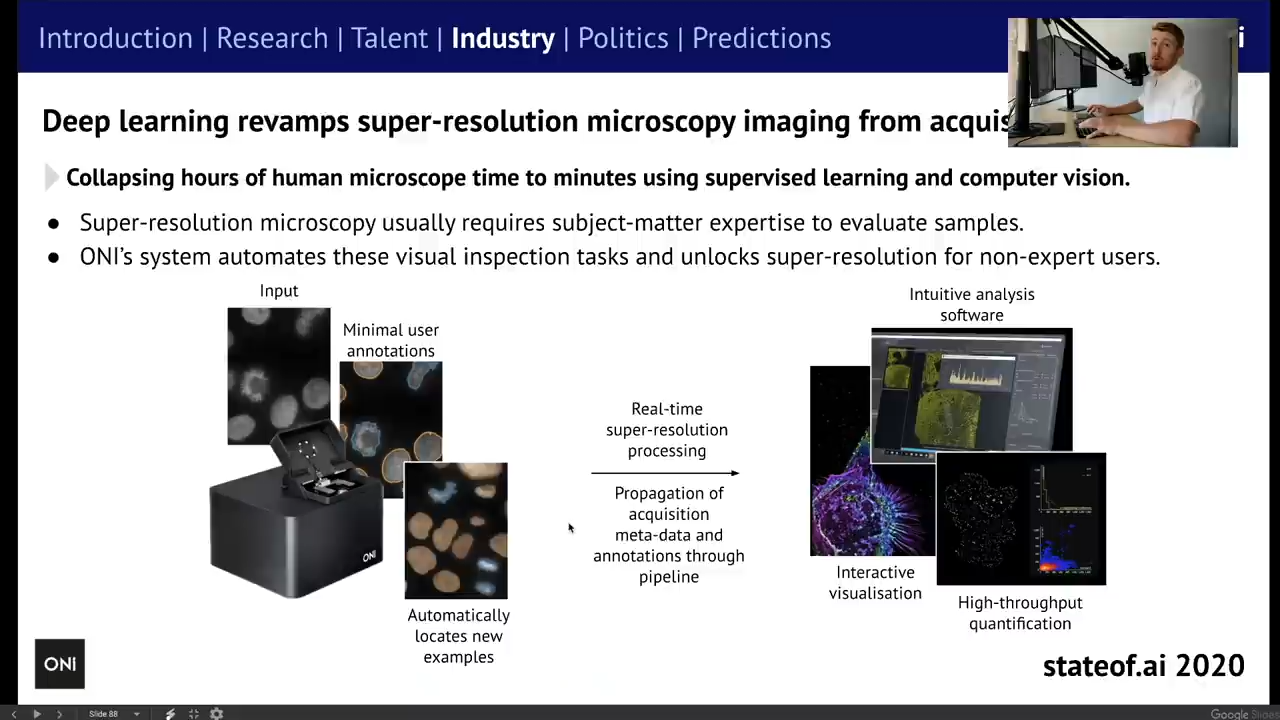 Introduction | Research | Talent | Industry | Politics | Predictions
i
Deep learning revamps super-resolution microscopy imaging from acquis
Collapsing hours of human microscope time to minutes using supervised learning and computer vision.
● Super-resolution microscopy usually requires subject-matter expertise to evaluate samples.
● ONI's system automates these visual inspection tasks and unlocks super-resolution for non-expert users.
Input
Minimal user
annotations
ONi
Automatically
locates new
examples
Real-time
super-resolution
processing
Propagation of
acquisition
meta-data and
annotations through
pipeline
Intuitive analysis
software
Interactive
visualisation
High-throughput
quantification
ONi
stateof.ai 2020
Slide 88
Google Slides